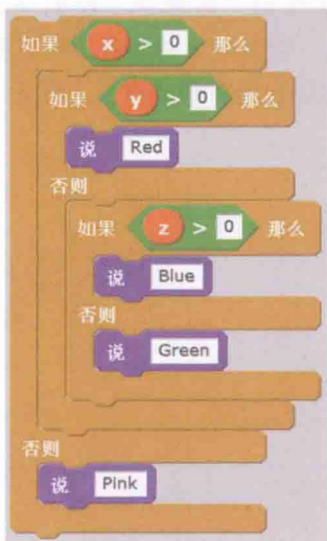 如果 x > 0 那么
如果 y > 0 那么
说 Red
否则
如果 z > 0 那么
说 Blue
否则
说 Green
否则
说 Pink